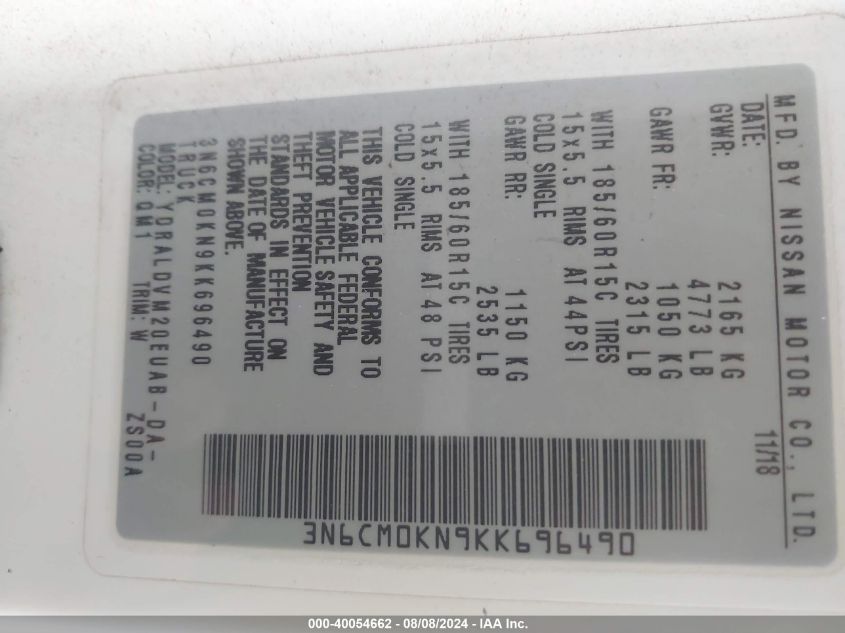 MFD. BY NISSAN MOTOR CO., LTD.
DATE: 11/18
GVWR: 2165 KG
4773 LB
GAWR FR: 1050 KG
2315 LB
WITH 185/60R15C TIRES
15x5.5 RIMS AT 44PSI
COLD SINGLE
GAWR RR: 1150 KG
2535 LB
WITH 185/60R15C TIRES
15x5.5 RIMS AT 48 PSI
COLD SINGLE
THIS VEHICLE CONFORMS TO
ALL APPLICABLE FEDERAL
MOTOR VEHICLE SAFETY AND
THEFT PREVENTION
STANDARDS IN EFFECT ON
THE DATE OF MANUFACTURE
SHOWN ABOVE.
3N6CM0KN9KK696490
TRUCK
MODEL: YDRALDVM20EUAB-DA-
COLOR: QM1 TRIM: W ZS00A
3N6CM0KN9KK696490
000-40054662 - 08/08/2024 - IAA Inc.